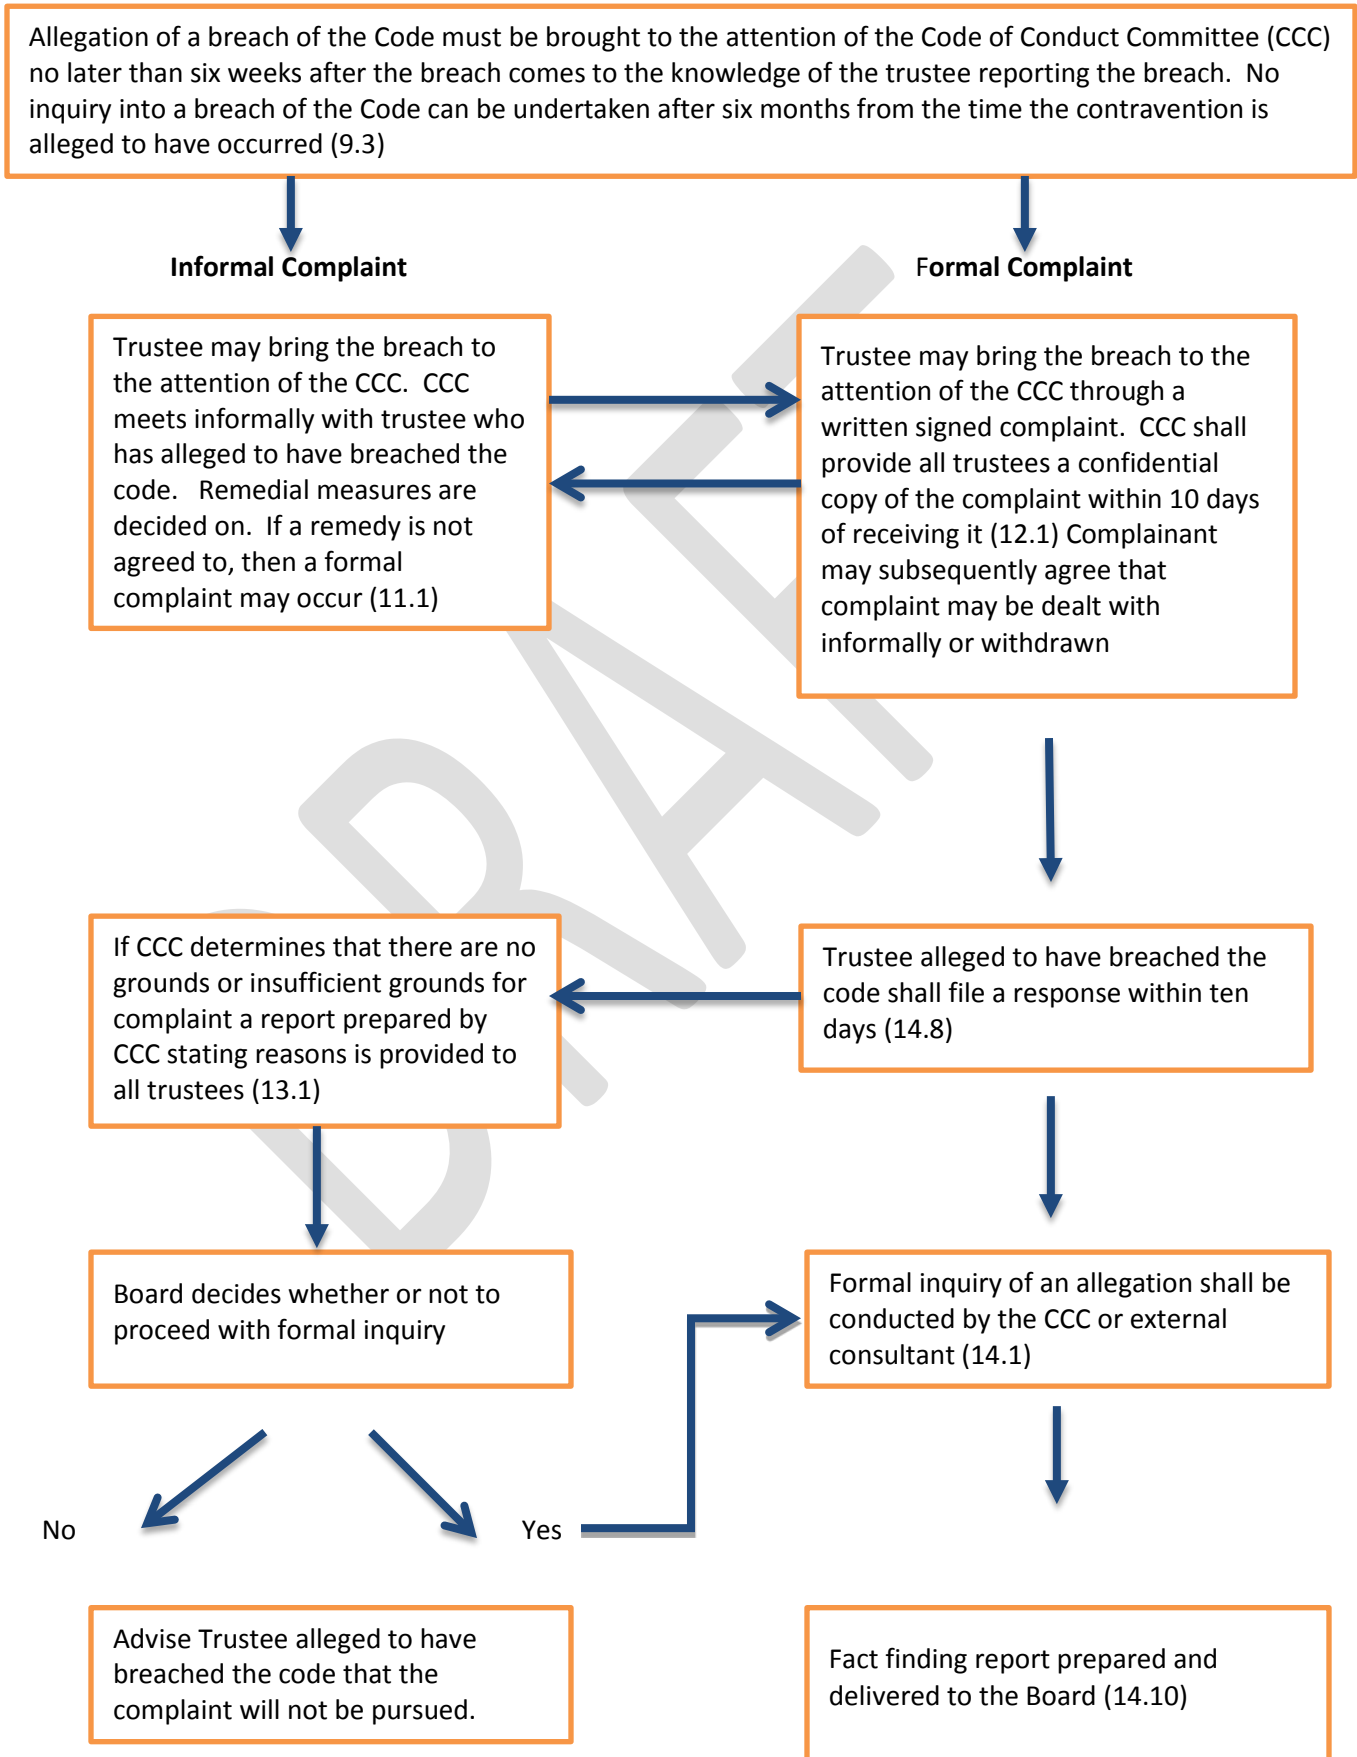 Allegation of a breach of the Code must be brought to the attention of the Code of Conduct Committee (CCC)
no later than six weeks after the breach comes to the knowledge of the trustee reporting the breach.  No
inquiry into a breach of the Code can be undertaken after six months from the time the contravention is
alleged to have occurred (9.3)
Informal Complaint
Formal Complaint
Trustee may bring the breach to
the attention of the CCC.  CCC
meets informally with trustee who
has alleged to have breached the
code.   Remedial measures are
decided on.  If a remedy is not
agreed to, then a formal
complaint may occur (11.1)
Trustee may bring the breach to the
attention of the CCC through a
written signed complaint.  CCC shall
provide all trustees a confidential
copy of the complaint within 10 days
of receiving it (12.1) Complainant
may subsequently agree that
complaint may be dealt with
informally or withdrawn
DRAFT
If CCC determines that there are no
grounds or insufficient grounds for
complaint a report prepared by
CCC stating reasons is provided to
all trustees (13.1)
Trustee alleged to have breached the
code shall file a response within ten
days (14.8)
Board decides whether or not to
proceed with formal inquiry
Formal inquiry of an allegation shall be
conducted by the CCC or external
consultant (14.1)
No
Yes
Advise Trustee alleged to have
breached the code that the
complaint will not be pursued.
Fact finding report prepared and
delivered to the Board (14.10)